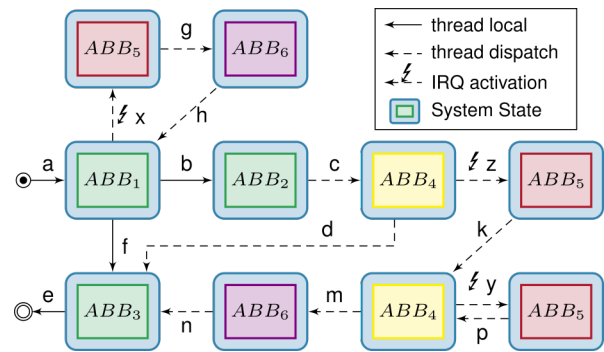 ABB5 g ABB6
thread local
thread dispatch
IRQ activation
System State
x h
a ABB1 b ABB2 c ABB4 z ABB5
f d k
e ABB3 n ABB6 m ABB4 y p ABB5